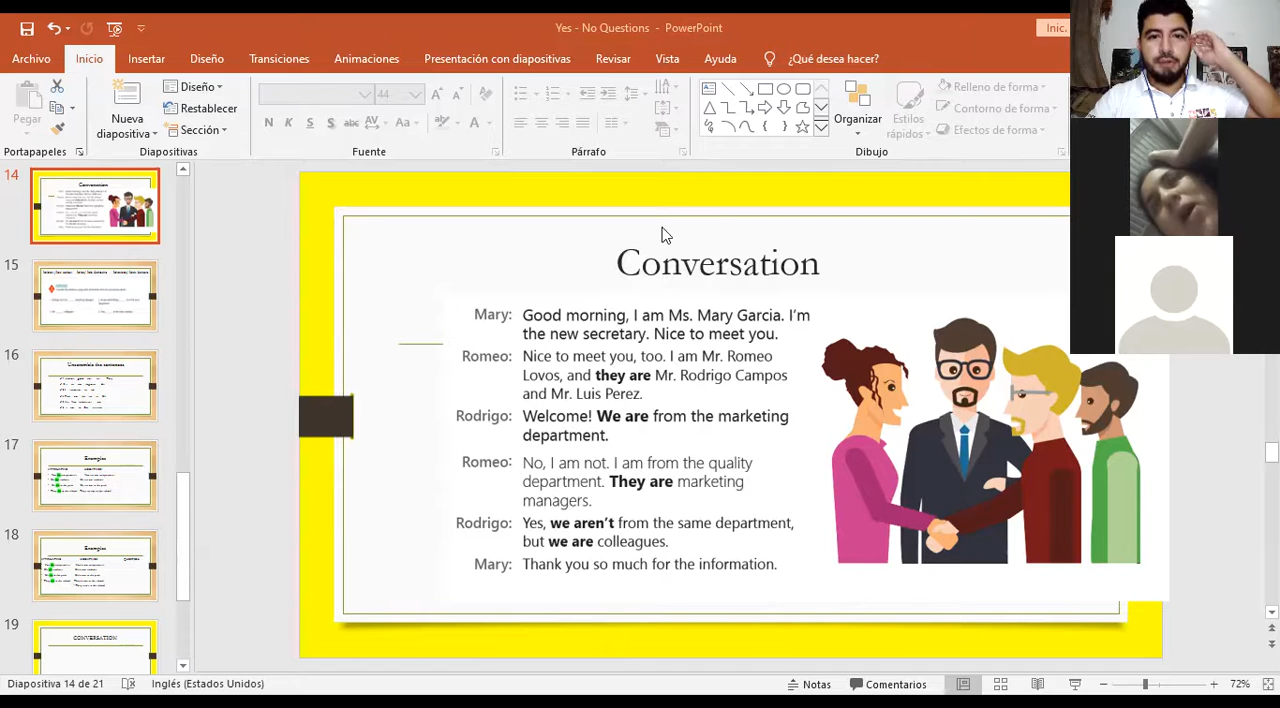 Yes - No Questions - PowerPoint
Inic.
Archivo Inicio Insertar Diseño Transiciones Animaciones Presentación con diapositivas Revisar Vista Ayuda ¿Qué desea hacer?
Pegar
Nueva diapositiva
Diseño
Restablecer
Sección
44
N K S S abc AV Aa
A
Organizar
Estilos rápidos
Relleno de forma
Contorno de forma
Efectos de forma
Portapapeles Diapositivas Fuente Párrafo Dibujo
14
Conversation
15
16
17
Examples
18
Examples
19
CONVERSATION
Conversation
Mary: Good morning, I am Ms. Mary Garcia. I'm
the new secretary. Nice to meet you.
Romeo: Nice to meet you, too. I am Mr. Romeo
Lovos, and they are Mr. Rodrigo Campos
and Mr. Luis Perez.
Rodrigo: Welcome! We are from the marketing
department.
Romeo: No, I am not. I am from the quality
department. They are marketing
managers.
Rodrigo: Yes, we aren't from the same department,
but we are colleagues.
Mary: Thank you so much for the information.
Diapositiva 14 de 21 Inglés (Estados Unidos) Notas Comentarios 72%